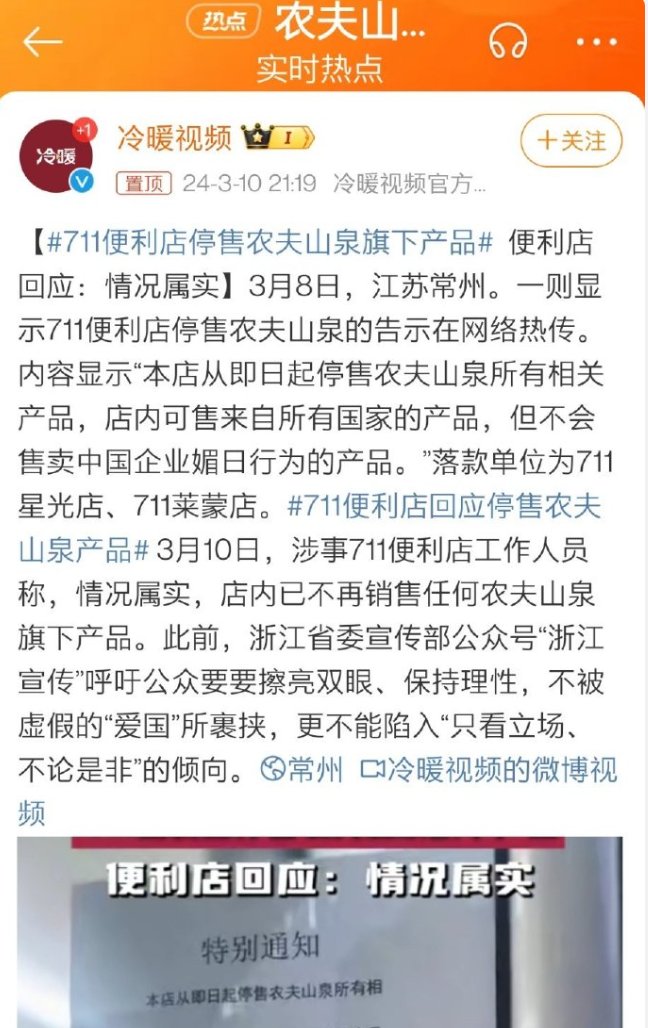 热点 农夫山...
实时热点
冷暖 +1
冷暖视频 I
+关注
置顶 24-3-10 21:19 冷暖视频官方...
【#711便利店停售农夫山泉旗下产品# 便利店
回应：情况属实】3月8日，江苏常州。一则显
示711便利店停售农夫山泉的告示在网络热传。
内容显示“本店从即日起停售农夫山泉所有相关
产品，店内可售来自所有国家的产品，但不会
售卖中国企业媚日行为的产品。”落款单位为711
星光店、711莱蒙店。#711便利店回应停售农夫
山泉产品# 3月10日，涉事711便利店工作人员
称，情况属实，店内已不再销售任何农夫山泉
旗下产品。此前，浙江省委宣传部公众号“浙江
宣传”呼吁公众要要擦亮双眼、保持理性，不被
虚假的“爱国”所裹挟，更不能陷入“只看立场、
不论是非”的倾向。常州 冷暖视频的微博视
频
便利店回应：情况属实
特别通知
本店从即日起停售农夫山泉所有相